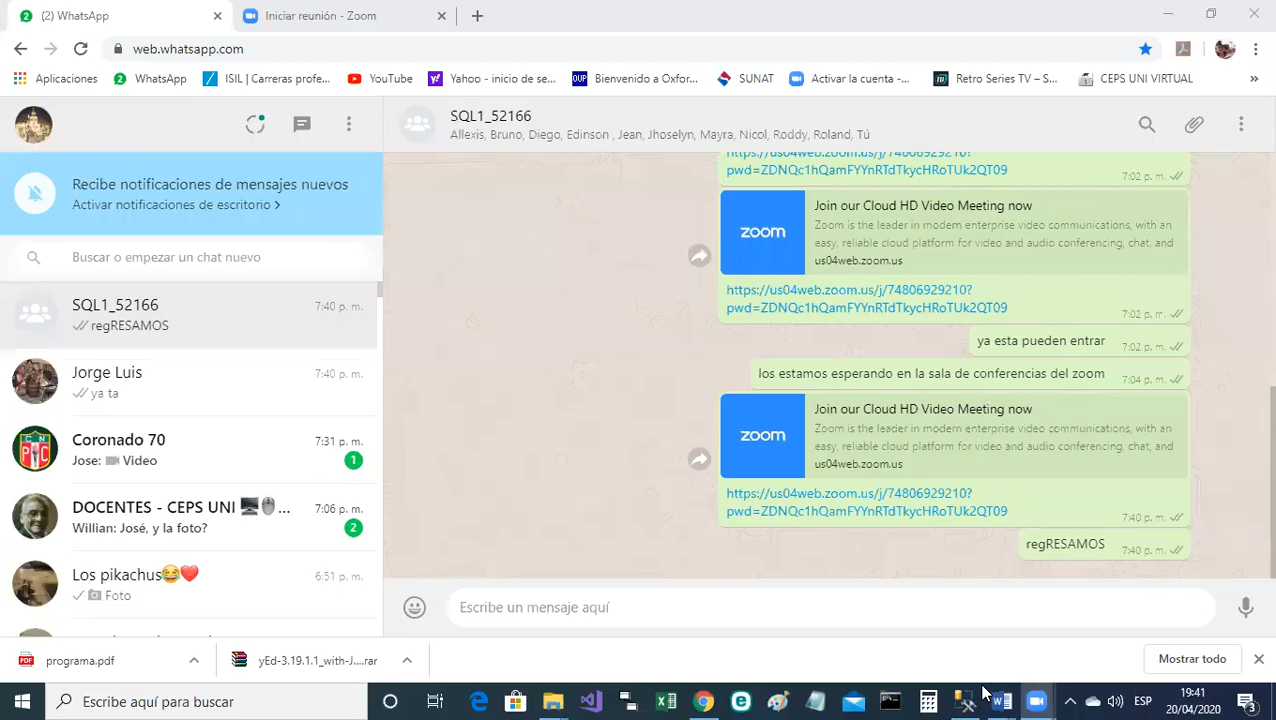 (2) WhatsApp
Iniciar reunión - Zoom
web.whatsapp.com
Aplicaciones
WhatsApp
ISIL | Carreras profe...
YouTube
Yahoo - inicio de se...
OUP
Bienvenido a Oxfor...
SUNAT
Activar la cuenta -...
Retro Series TV – S...
CEPS UNI VIRTUAL
SQL1_52166
Allexis, Bruno, Diego, Edinson , Jean, Jhoselyn, Mayra, Nicol, Roddy, Roland, Tú
Recibe notificaciones de mensajes nuevos
Activar notificaciones de escritorio >
Buscar o empezar un chat nuevo
SQL1_52166
7:40 p. m.
regRESAMOS
Jorge Luis
7:40 p. m.
ya ta
Coronado 70
7:31 p. m.
Jose: Video
1
DOCENTES - CEPS UNI ...
7:06 p. m.
Willian: José, y la foto?
2
Los pikachus
6:51 p. m.
Foto
https://us04web.zoom.us/j/74806929210?
pwd=ZDNQc1hQamFYYnRTdTkycHRoTUk2QT09
7:02 p. m.
zoom
Join our Cloud HD Video Meeting now
Zoom is the leader in modern enterprise video communications, with an
easy, reliable cloud platform for video and audio conferencing, chat, and
us04web.zoom.us
https://us04web.zoom.us/j/74806929210?
pwd=ZDNQc1hQamFYYnRTdTkycHRoTUk2QT09
7:02 p. m.
ya esta pueden entrar
7:02 p. m.
los estamos esperando en la sala de conferencias del zoom
7:04 p. m.
zoom
Join our Cloud HD Video Meeting now
Zoom is the leader in modern enterprise video communications, with an
easy, reliable cloud platform for video and audio conferencing, chat, and
us04web.zoom.us
https://us04web.zoom.us/j/74806929210?
pwd=ZDNQc1hQamFYYnRTdTkycHRoTUk2QT09
7:40 p. m.
regRESAMOS
7:40 p. m.
Escribe un mensaje aquí
programa.pdf
yEd-3.19.1.1_with-J....rar
Mostrar todo
Escribe aquí para buscar
ESP
19:41
20/04/2020
3